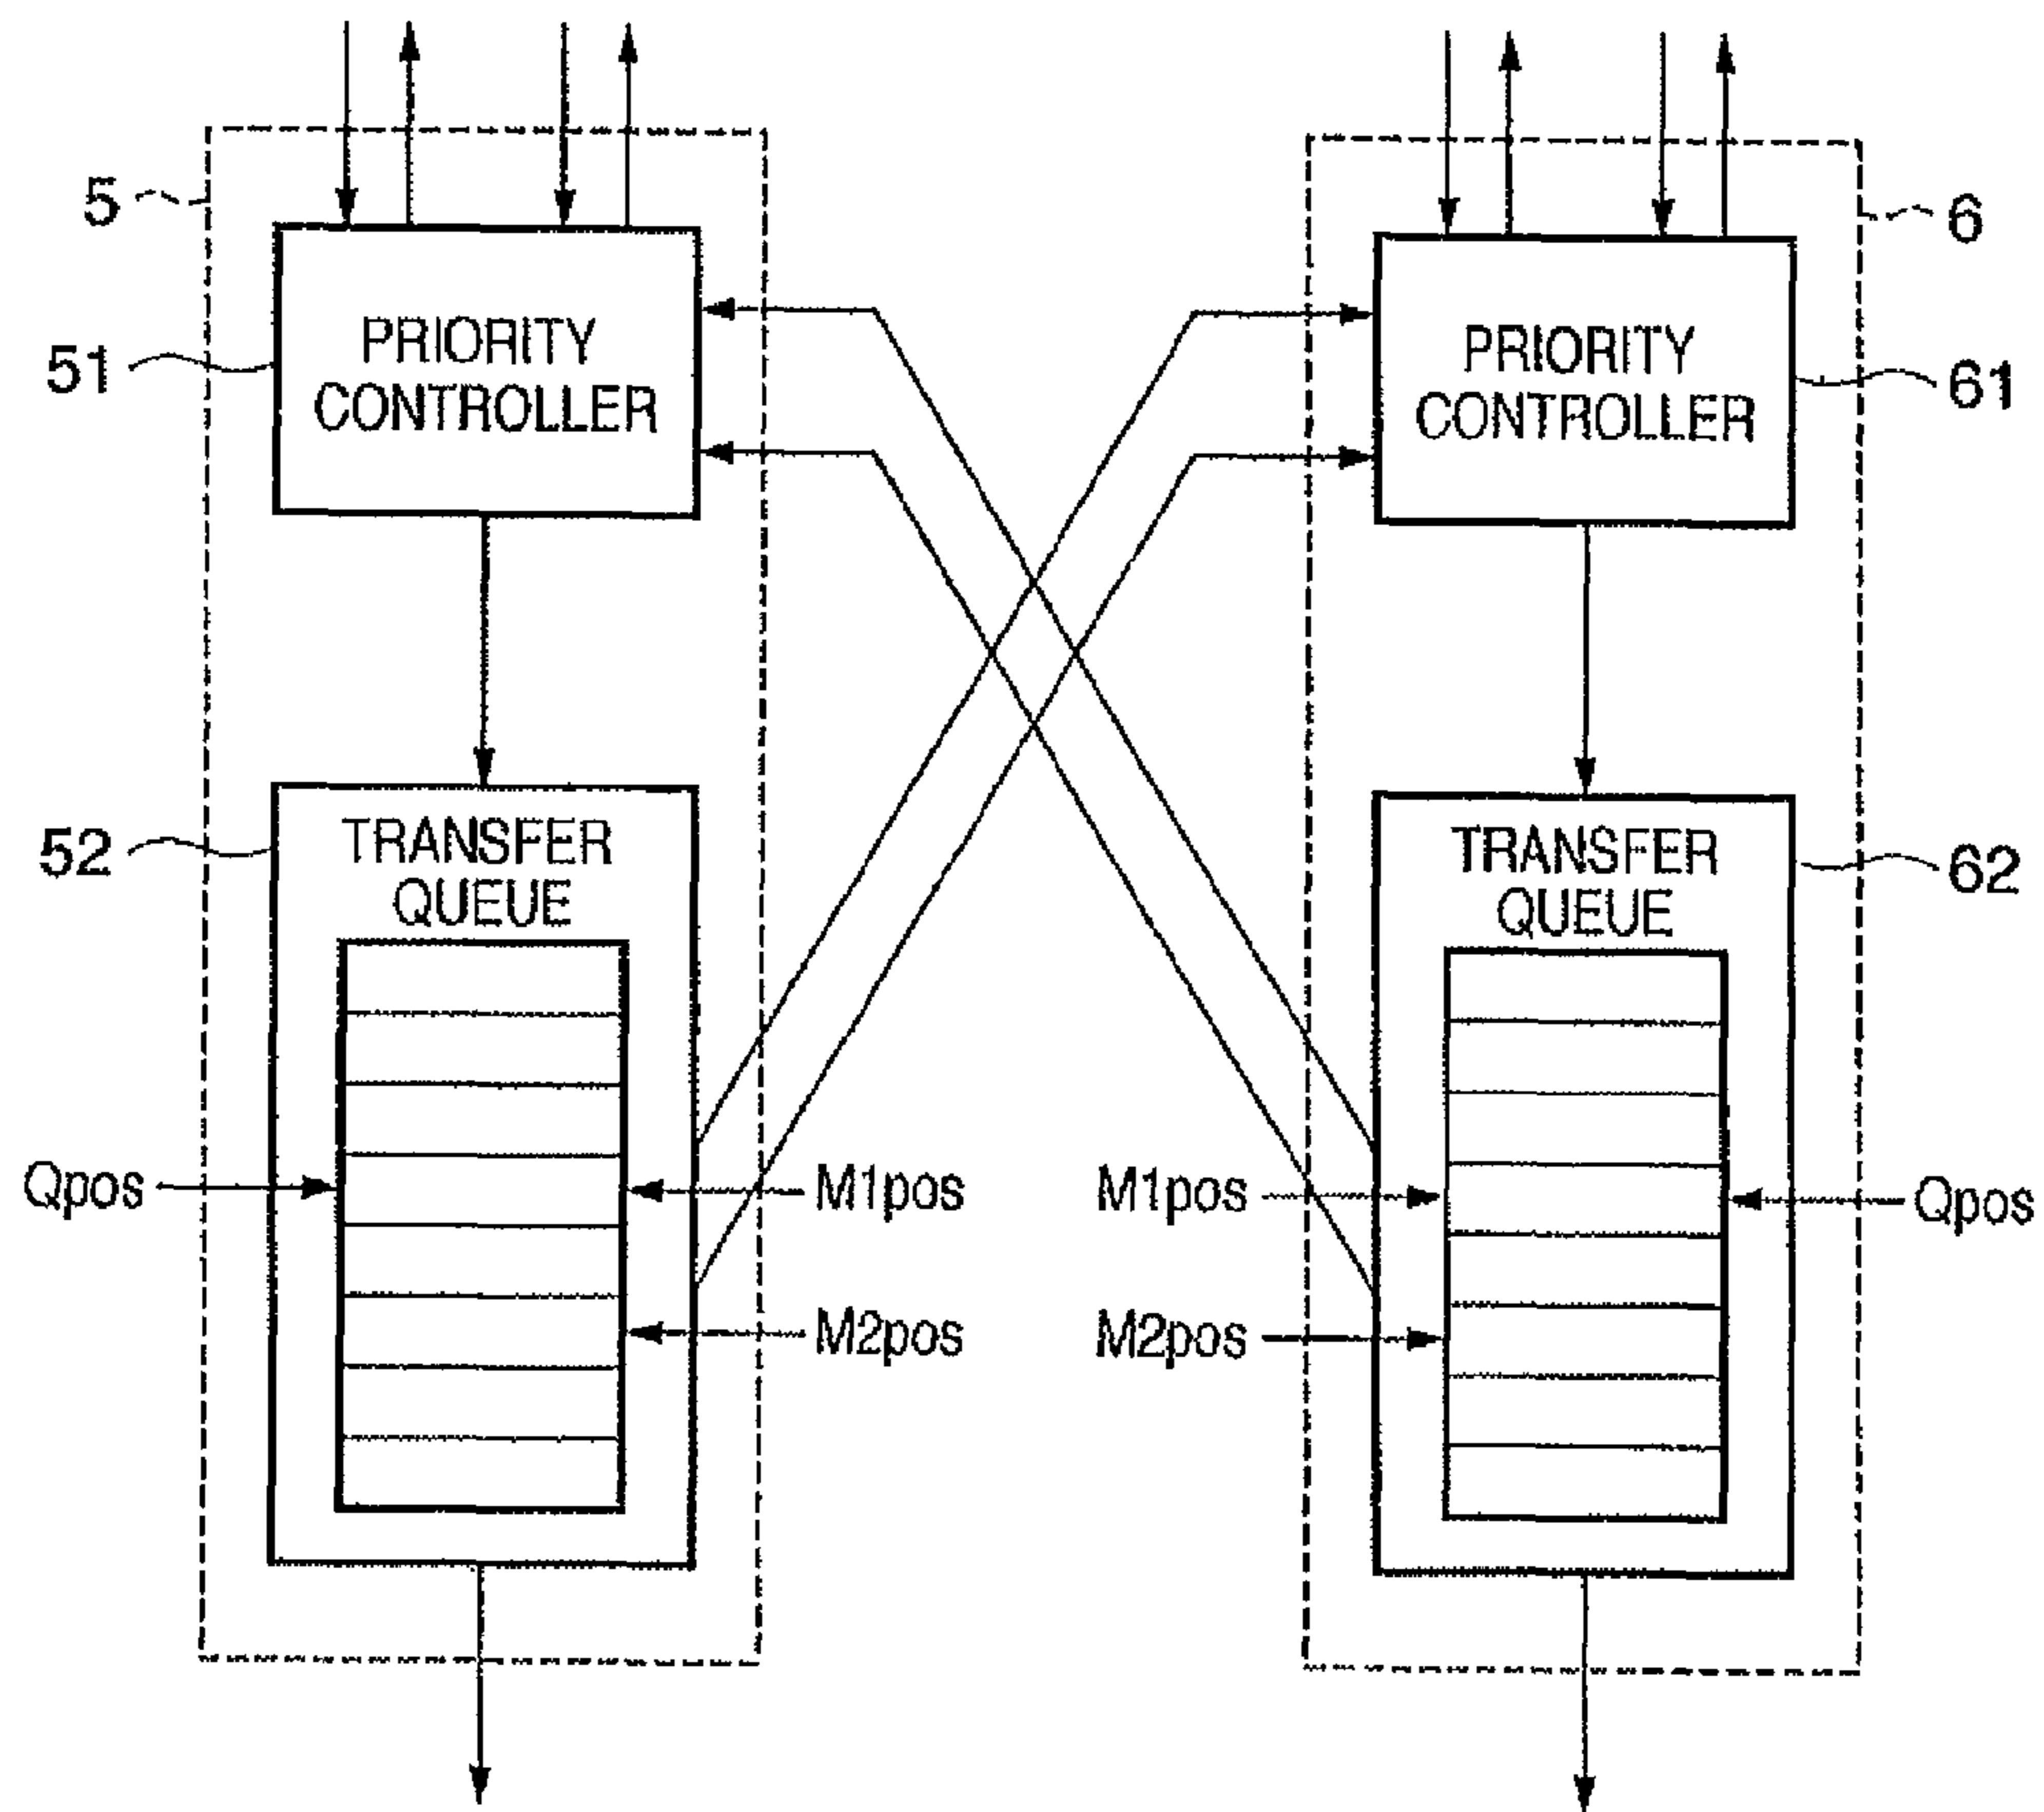 5
6
PRIORITY
CONTROLLER
51
PRIORITY
CONTROLLER
61
52
TRANSFER
QUEUE
TRANSFER
QUEUE
62
Qpos
M1pos
M1pos
Qpos
M2pos
M2pos